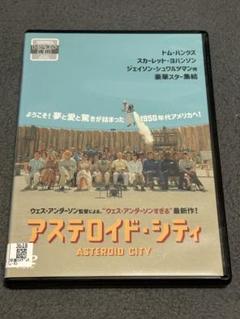 トム・ハンクス
スカーレット・ヨハンソン
ジェイソン・シュワルツマン他
豪華スター集結
ようこそ！夢と愛と驚きが詰まった1950年代アメリカへ！
ウェス・アンダーソン監督による、“ウェス・アンダーソンすぎる”最新作！
アステロイド・シティ
ASTEROID CITY